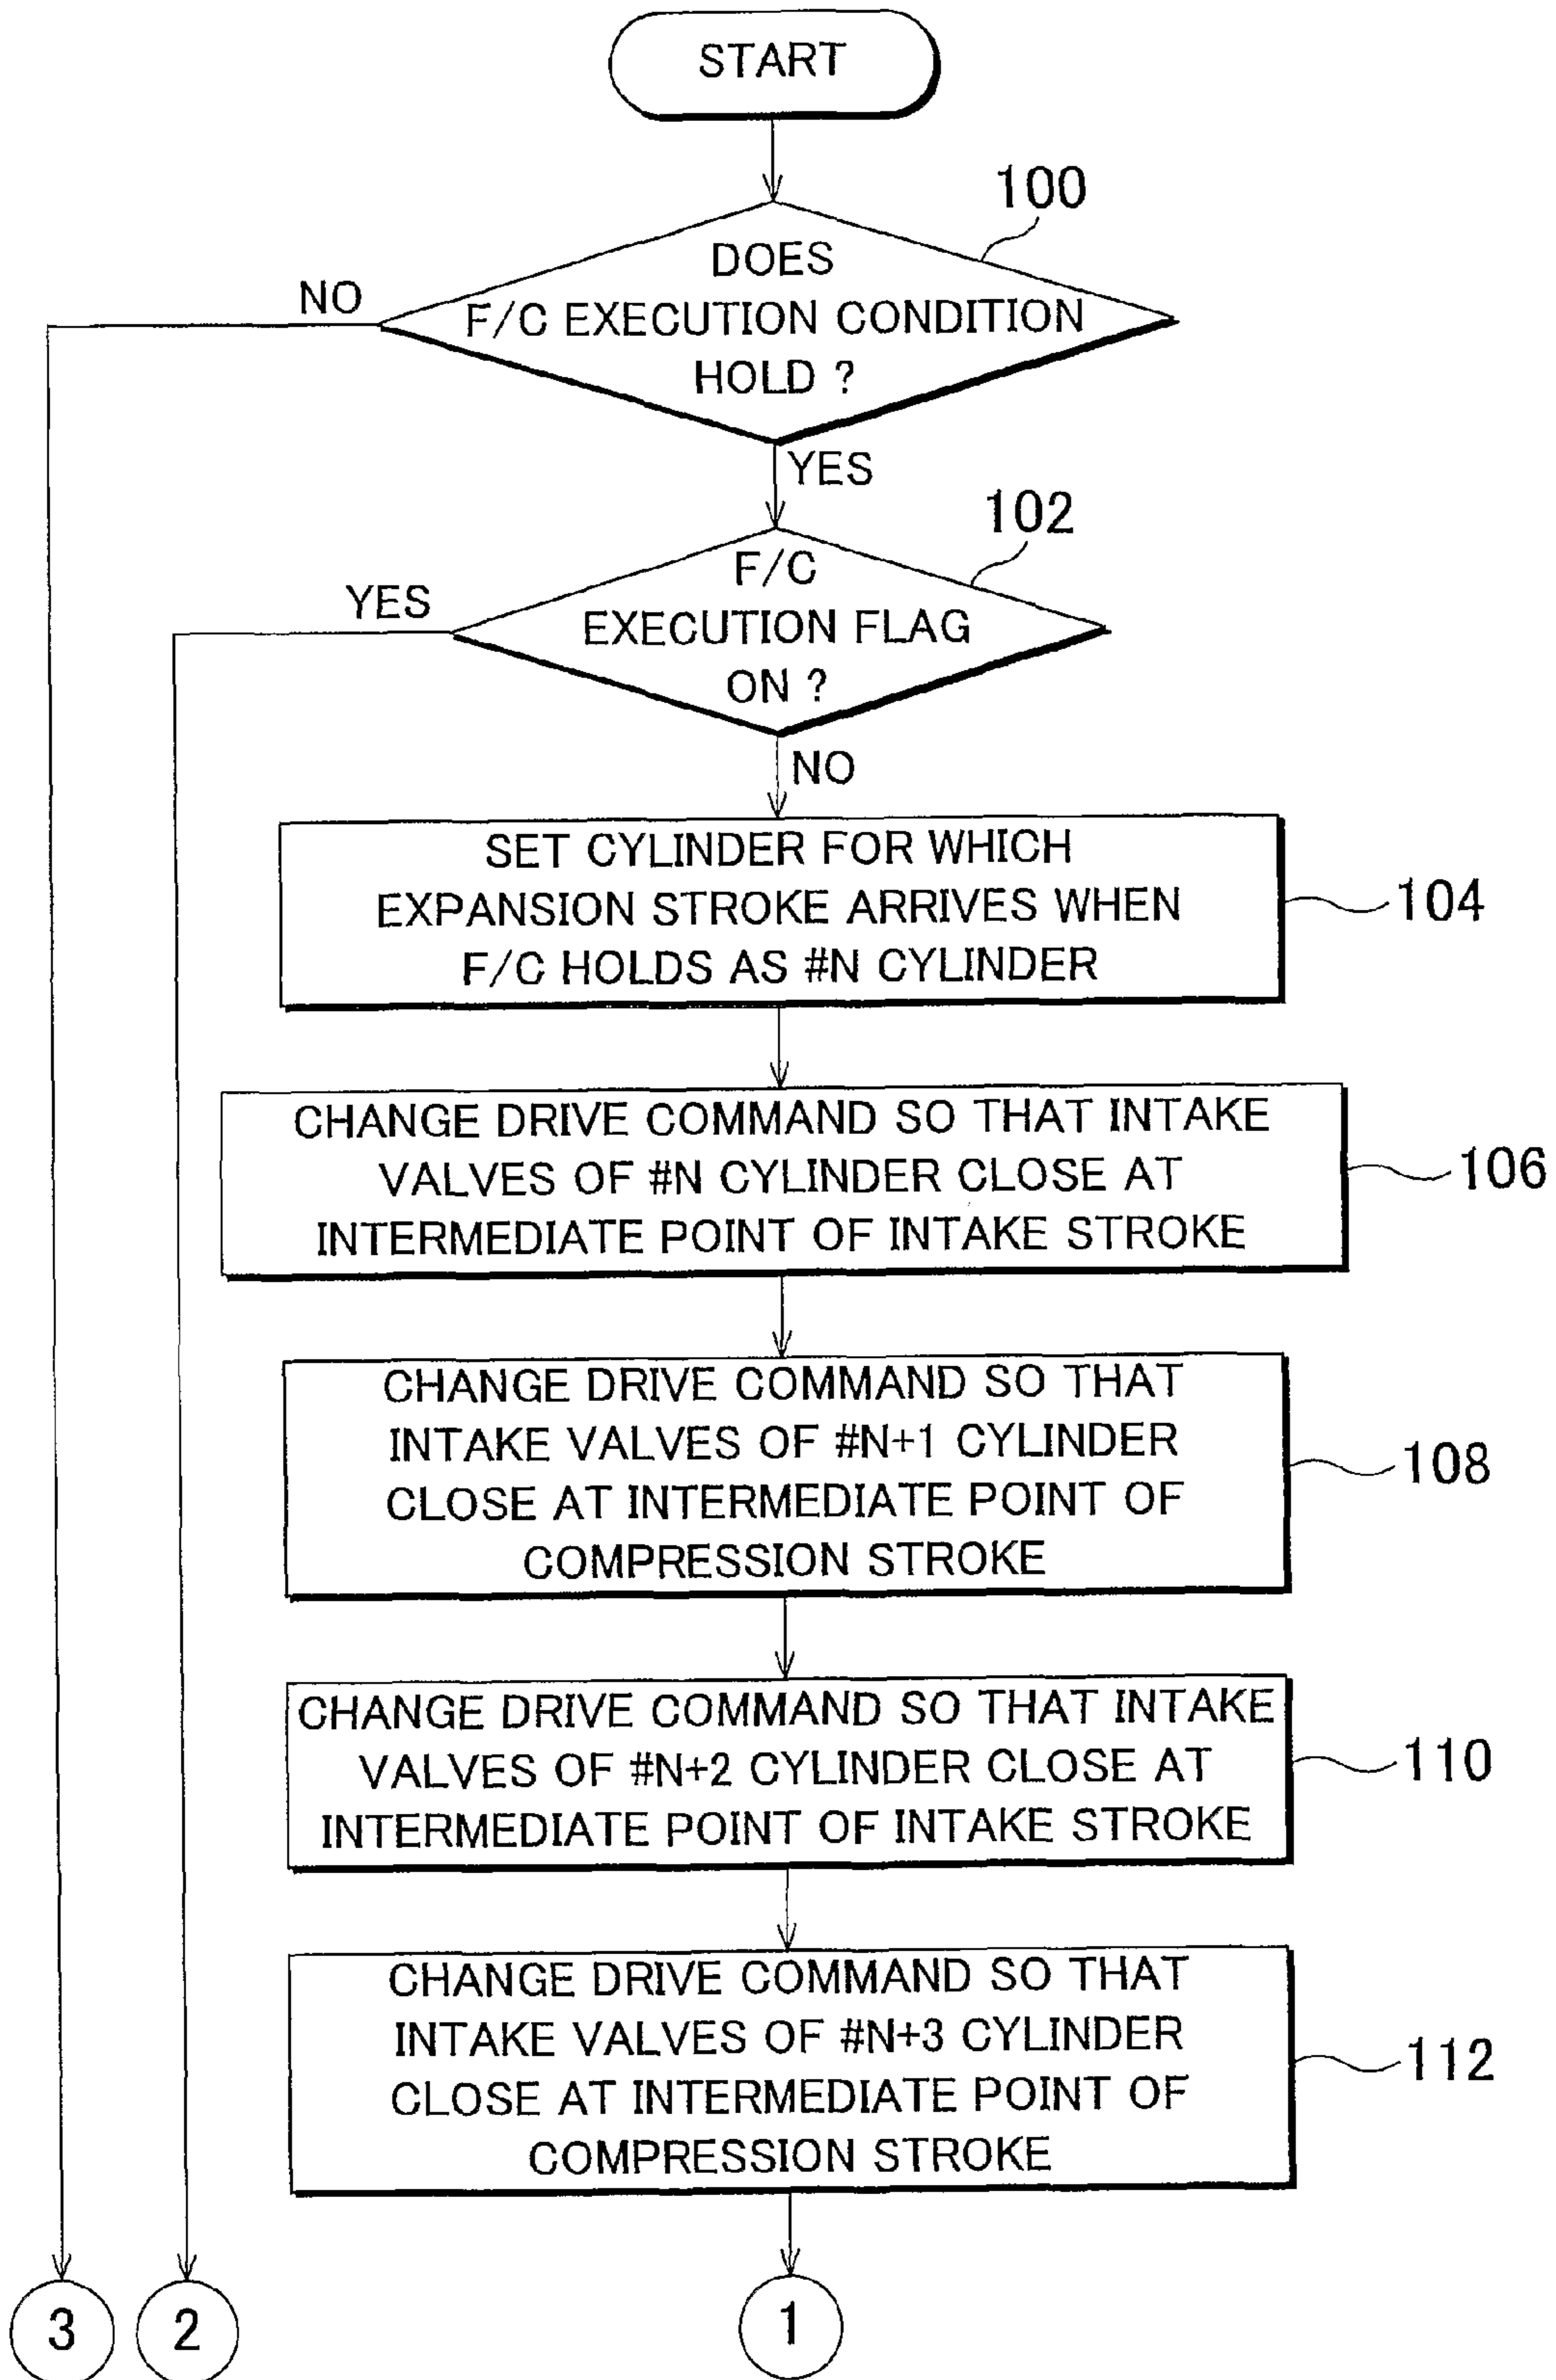 START
100
DOES
F/C EXECUTION CONDITION
HOLD ?
NO
YES
102
F/C
EXECUTION FLAG
ON ?
YES
NO
SET CYLINDER FOR WHICH
EXPANSION STROKE ARRIVES WHEN
F/C HOLDS AS #N CYLINDER
104
CHANGE DRIVE COMMAND SO THAT INTAKE
VALVES OF #N CYLINDER CLOSE AT
INTERMEDIATE POINT OF INTAKE STROKE
106
CHANGE DRIVE COMMAND SO THAT
INTAKE VALVES OF #N+1 CYLINDER
CLOSE AT INTERMEDIATE POINT OF
COMPRESSION STROKE
108
CHANGE DRIVE COMMAND SO THAT INTAKE
VALVES OF #N+2 CYLINDER CLOSE AT
INTERMEDIATE POINT OF INTAKE STROKE
110
CHANGE DRIVE COMMAND SO THAT
INTAKE VALVES OF #N+3 CYLINDER
CLOSE AT INTERMEDIATE POINT OF
COMPRESSION STROKE
112
3
2
1